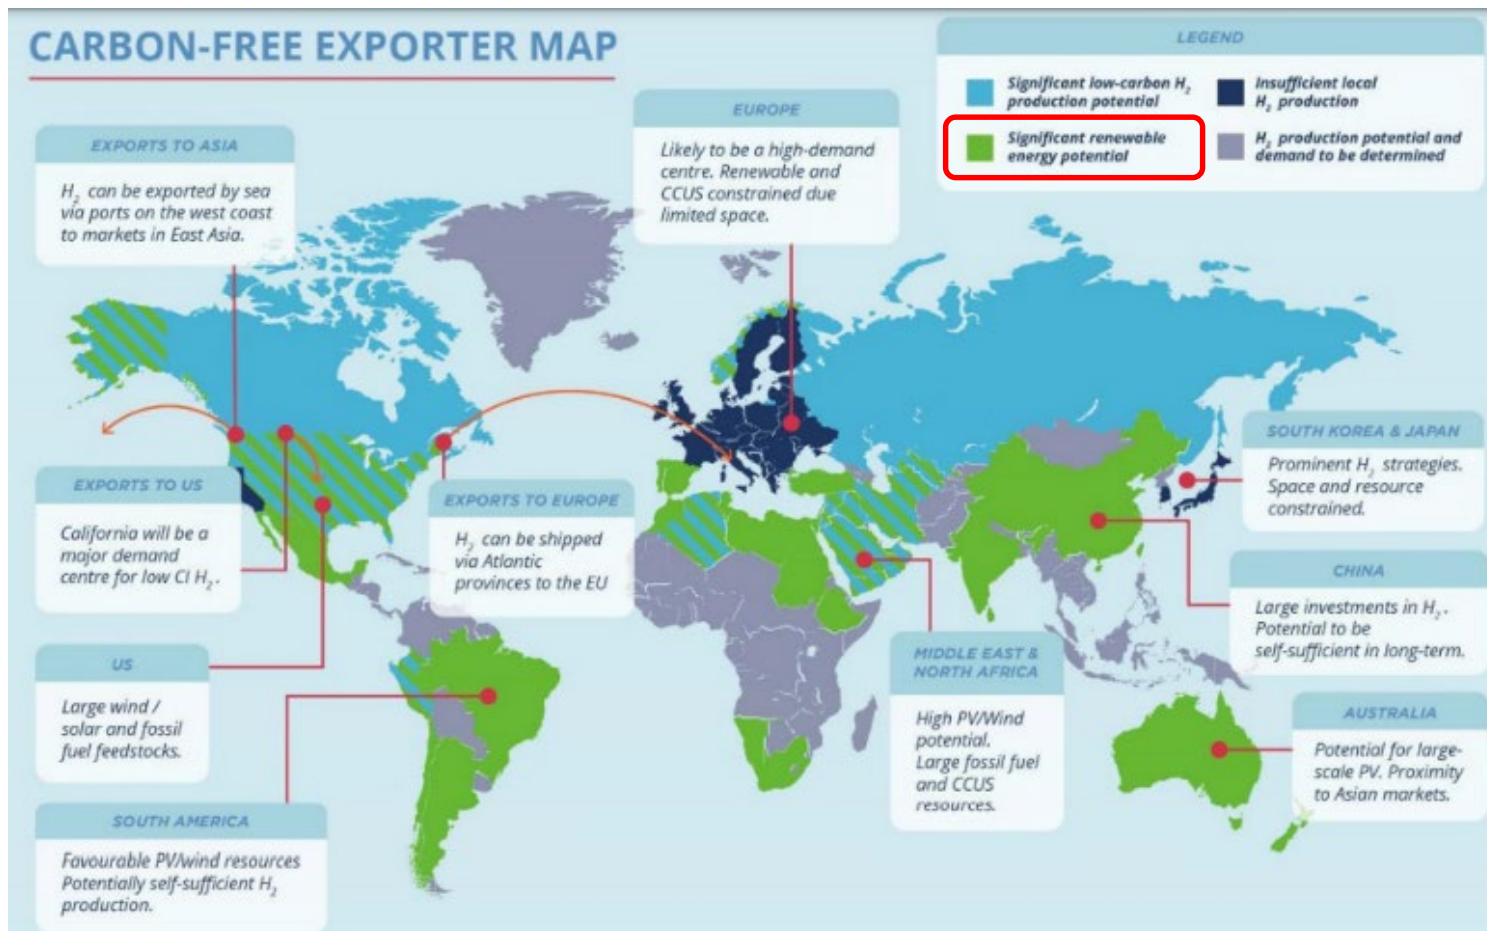 CARBON-FREE EXPORTER MAP
LEGEND
Significant low-carbon H₂
production potential
Insufficient local
H₂ production
Significant renewable
energy potential
H₂ production potential and
demand to be determined
EXPORTS TO ASIA
H₂ can be exported by sea
via ports on the west coast
to markets in East Asia.
EUROPE
Likely to be a high-demand
centre. Renewable and
CCUS constrained due
limited space.
EXPORTS TO US
California will be a
major demand
centre for low CI H₂.
EXPORTS TO EUROPE
H₂ can be shipped
via Atlantic
provinces to the EU
SOUTH KOREA & JAPAN
Prominent H₂ strategies.
Space and resource
constrained.
CHINA
Large investments in H₂.
Potential to be
self-sufficient in long-term.
US
Large wind /
solar and fossil
fuel feedstocks.
MIDDLE EAST &
NORTH AFRICA
High PV/Wind
potential.
Large fossil fuel
and CCUS
resources.
AUSTRALIA
Potential for large-
scale PV. Proximity
to Asian markets.
SOUTH AMERICA
Favourable PV/wind resources
Potentially self-sufficient H₂
production.